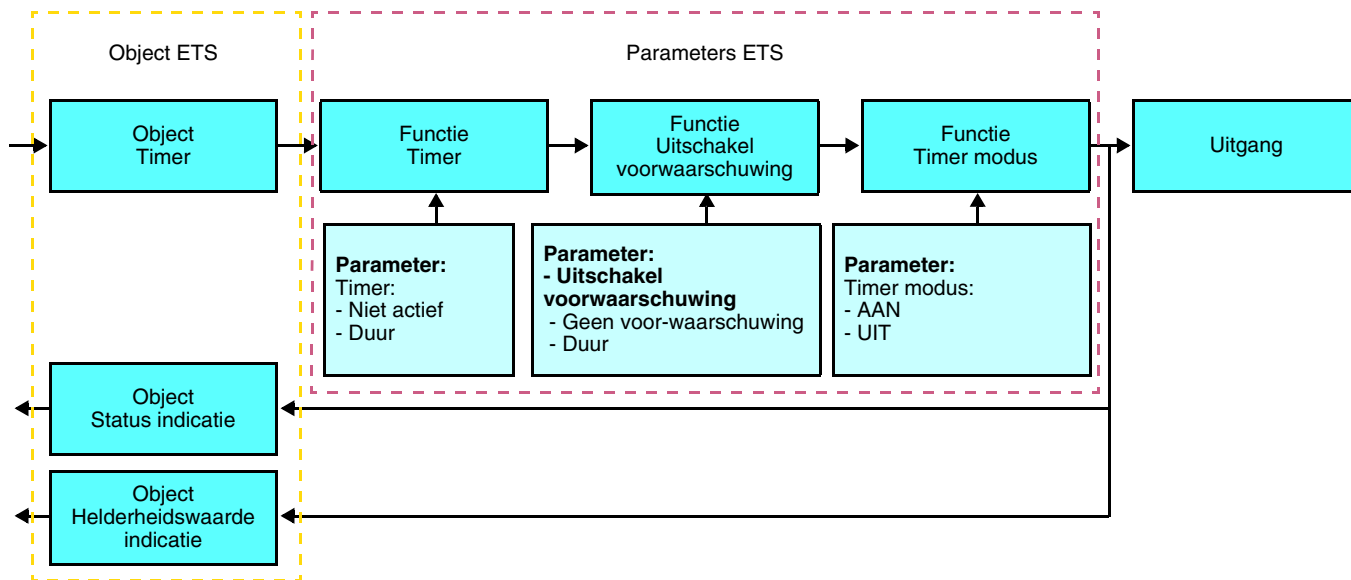 Object ETS
Parameters ETS
Object
Timer
Functie
Timer
Functie
Uitschakel
voorwaarschuwing
Functie
Timer modus
Uitgang
Parameter:
Timer:
- Niet actief
- Duur
Parameter:
- Uitschakel
voorwaarschuwing
- Geen voor-waarschuwing
- Duur
Parameter:
Timer modus:
- AAN
- UIT
Object
Status indicatie
Object
Helderheidswaarde
indicatie